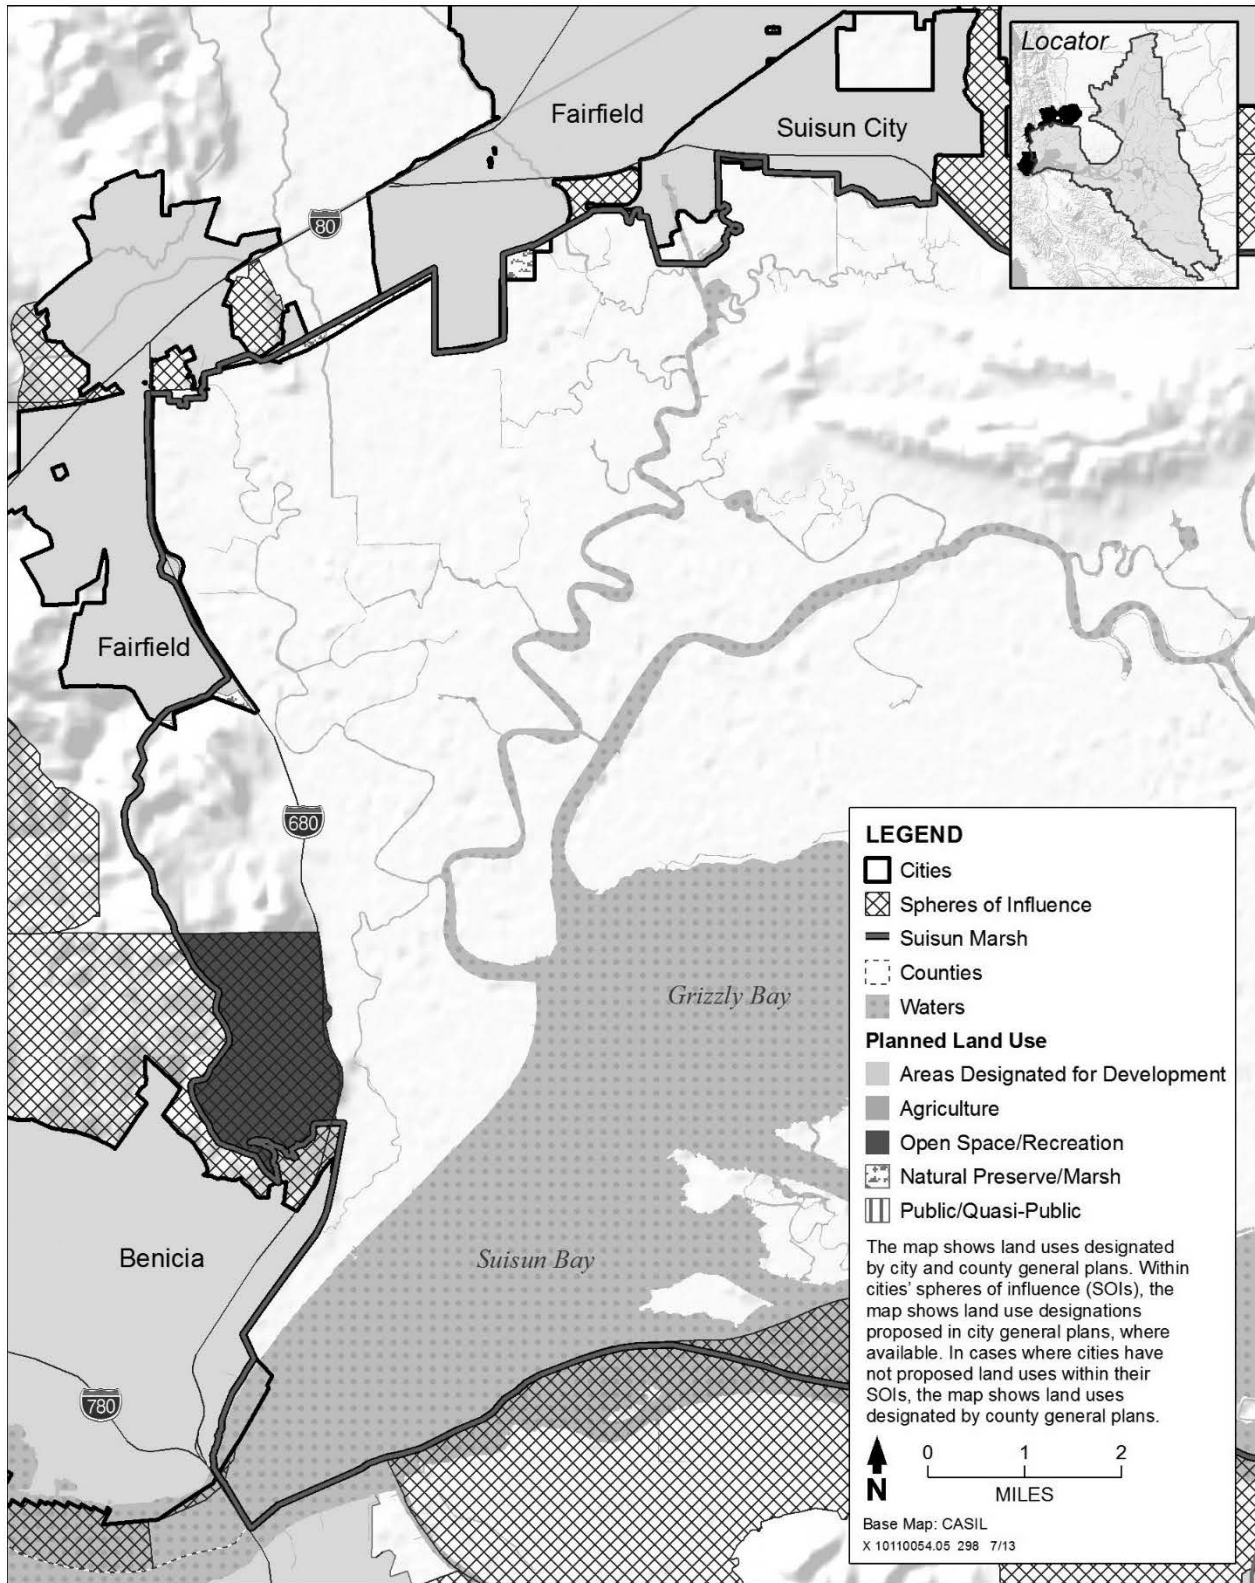 Locator
Fairfield
Suisun City
80
Fairfield
680
Grizzly Bay
Suisun Bay
Benicia
780
LEGEND
Cities
Spheres of Influence
Suisun Marsh
Counties
Waters
Planned Land Use
Areas Designated for Development
Agriculture
Open Space/Recreation
Natural Preserve/Marsh
Public/Quasi-Public
The map shows land uses designated
by city and county general plans. Within
cities' spheres of influence (SOIs), the
map shows land use designations
proposed in city general plans, where
available. In cases where cities have
not proposed land uses within their
SOIs, the map shows land uses
designated by county general plans.
N
0 1 2
MILES
Base Map: CASIL
X 10110054.05 298 7/13